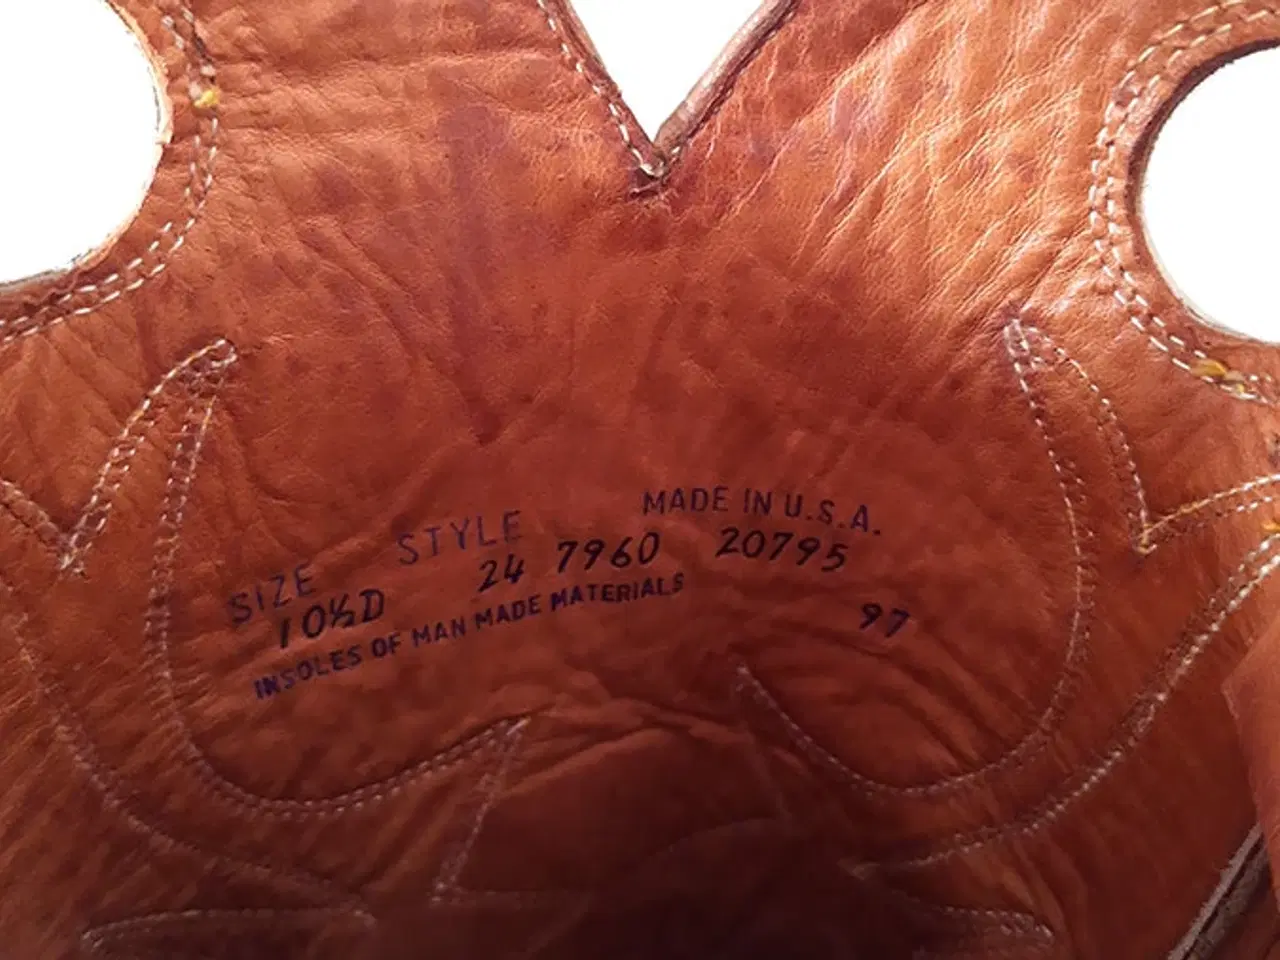 SIZE STYLE MADE IN U.S.A.
10½D 24 7960 20795
INSOLES OF MAN MADE MATERIALS 97